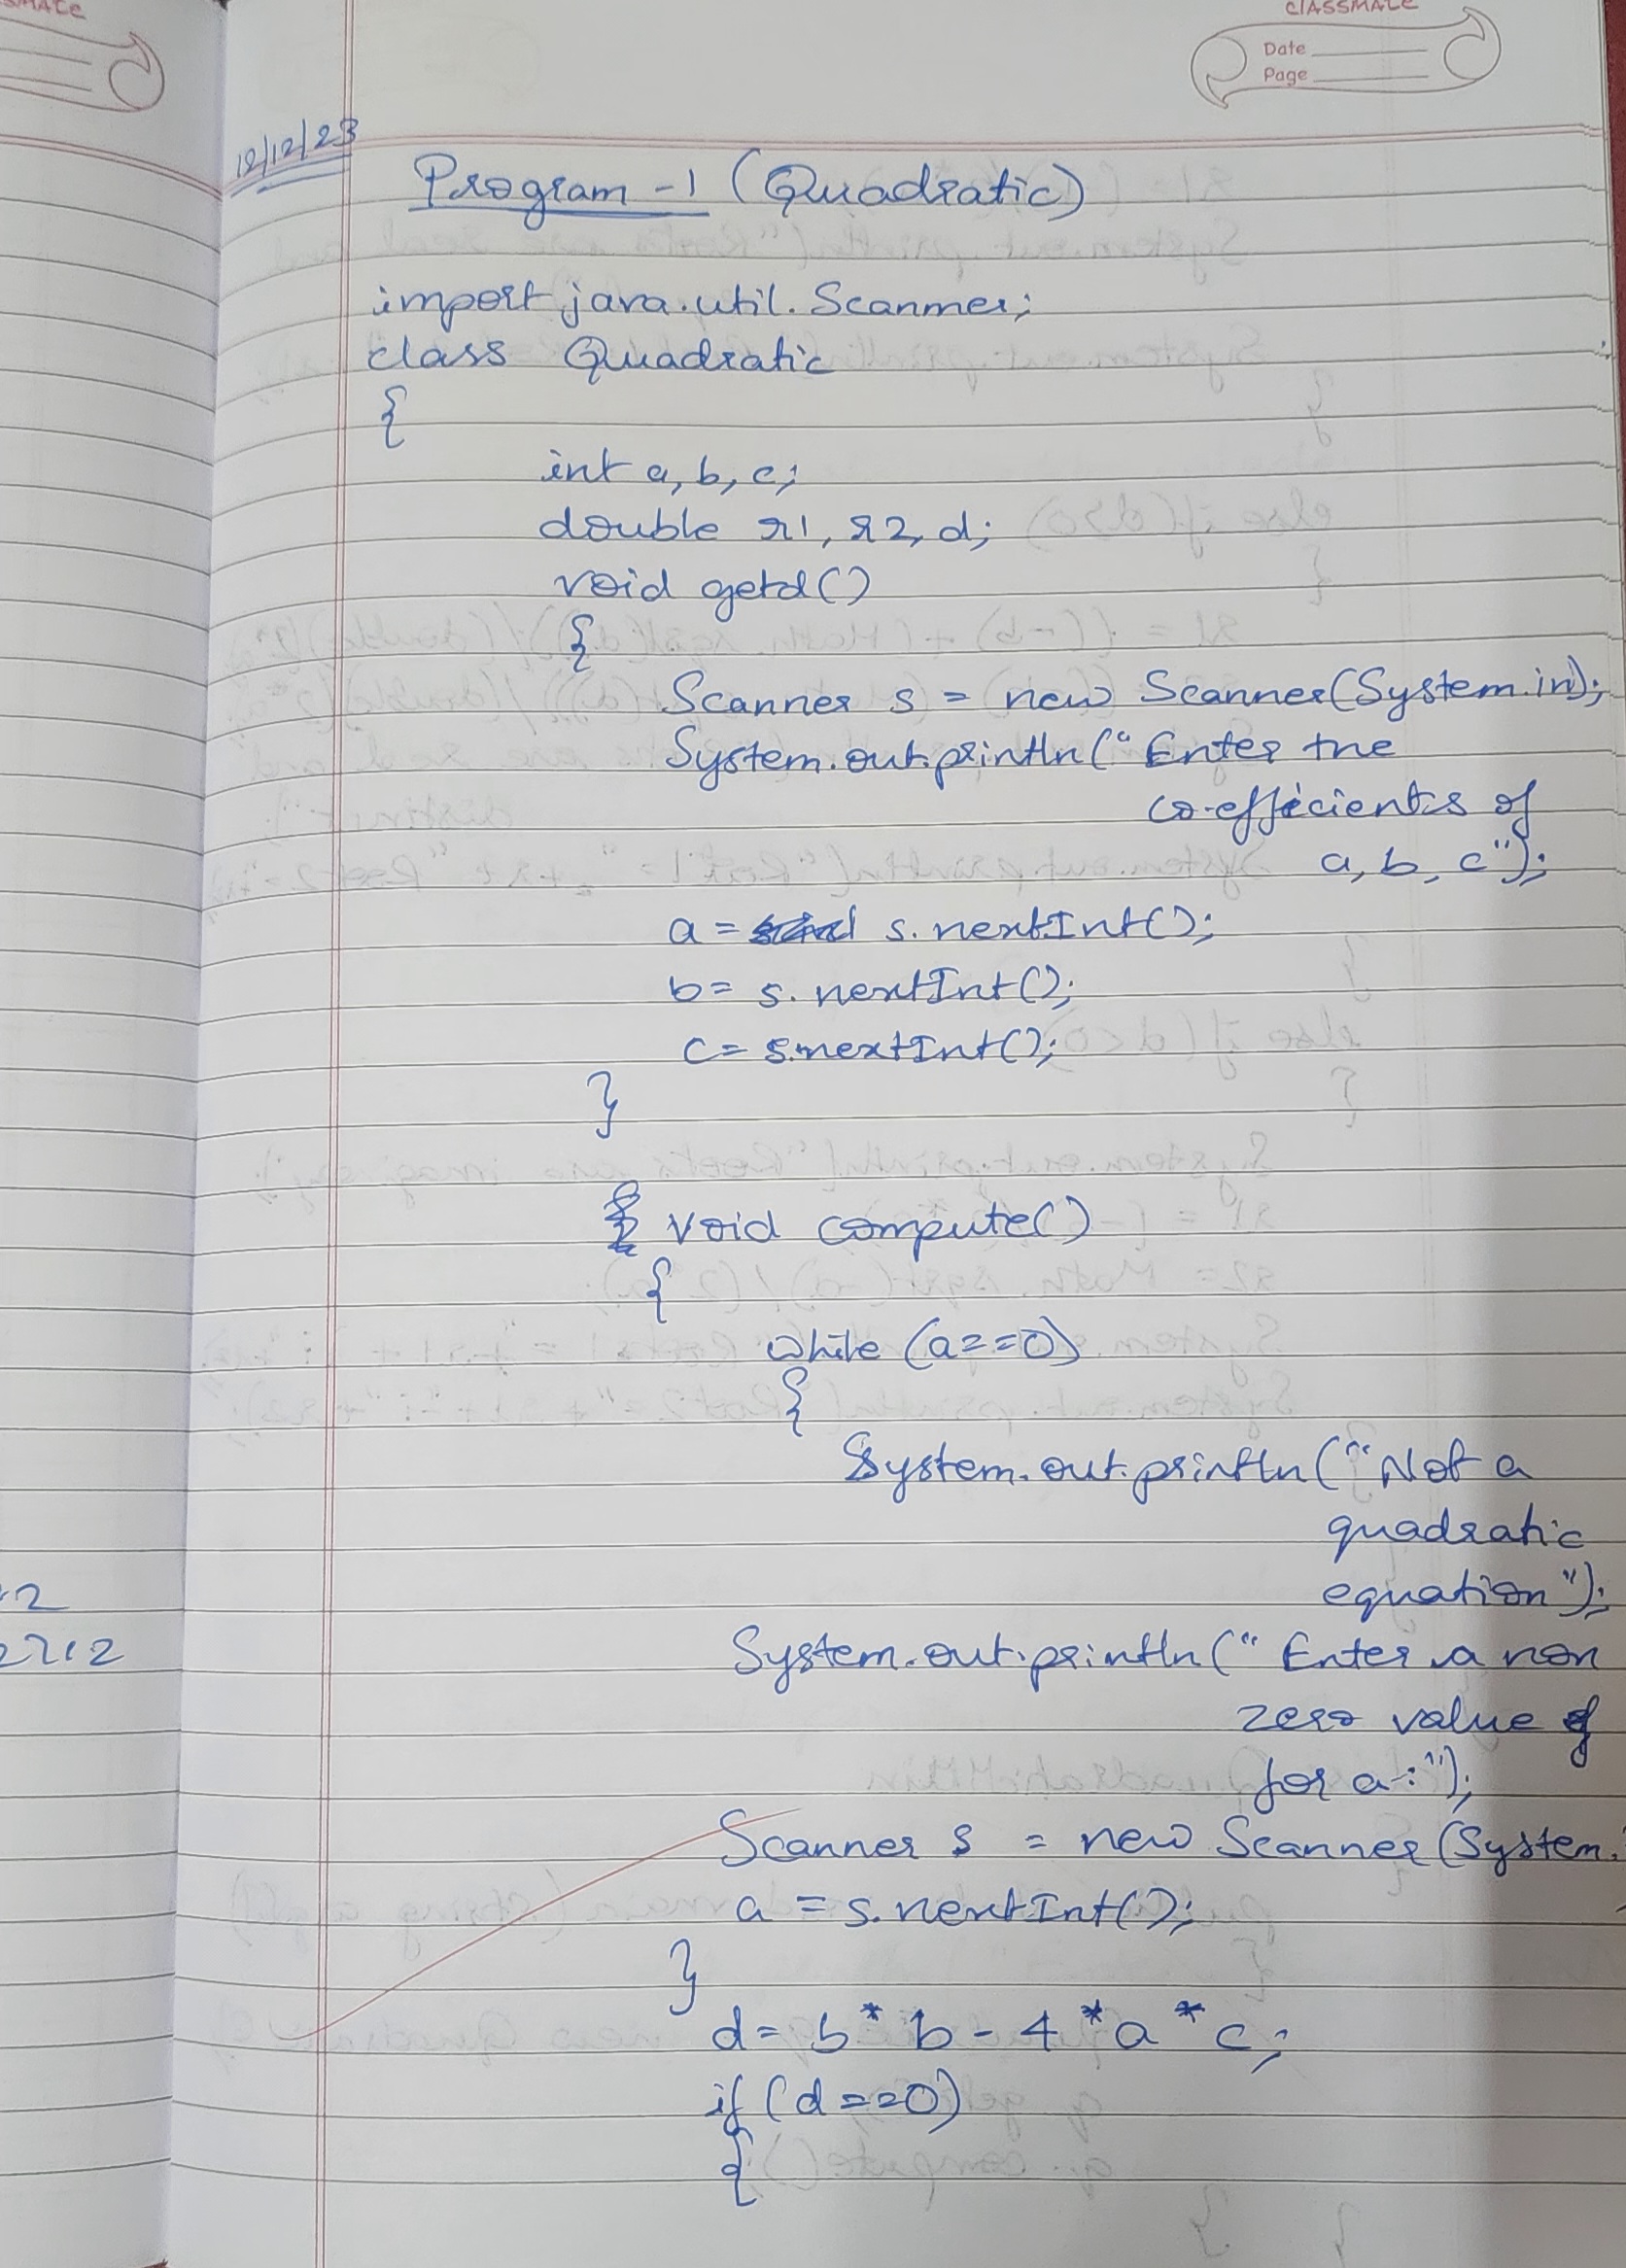 classmate
Date
Page
12/12/23
Program -1 (Quadratic)
import java.util.Scanner;
class Quadratic
{
int a, b, c;
double r1, r2, d;
void getd()
{
Scanner s = new Scanner(System.in);
System.out.println("Enter the
co-efficients of
a, b, c");
a = s.nextInt();
b = s.nextInt();
c = s.nextInt();
}
void compute()
{
while (a==0)
{
System.out.println("Not a
quadratic
equation");
System.out.println("Enter a non
zero value
for a:");
Scanner s = new Scanner(System.
a = s.nextInt();
}
d = b*b-4*a*c;
if (d==0)
{